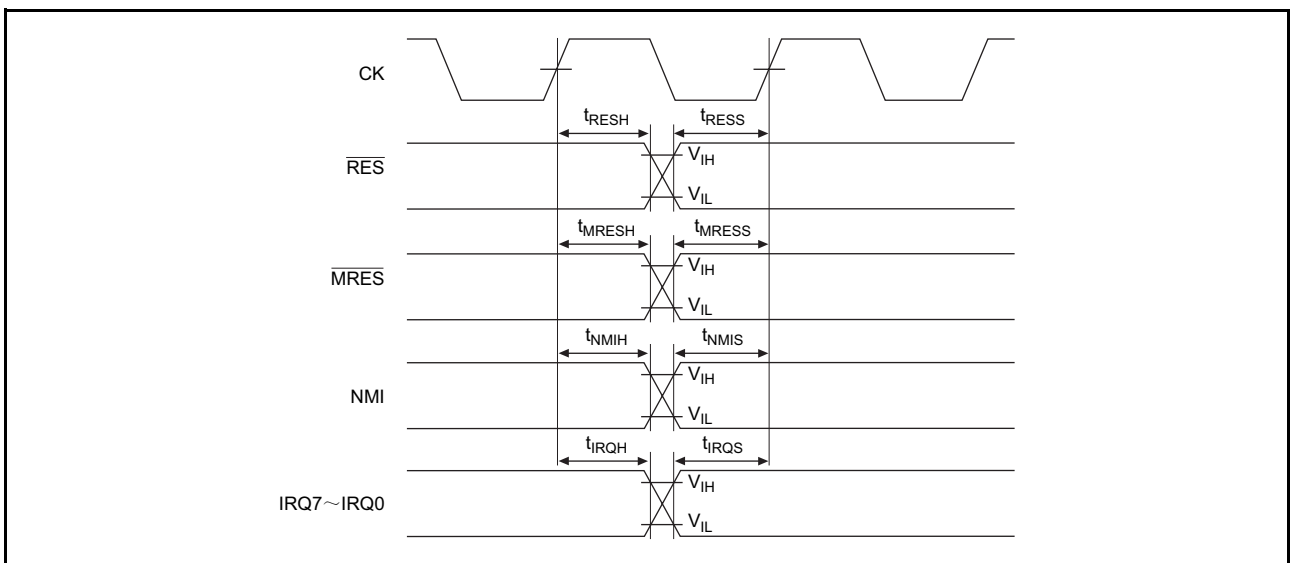 CK
tRESH tRESS
RES
VIH
VIL
tMRESH tMRESS
MRES
VIH
VIL
tNMIH tNMIS
NMI
VIH
VIL
tIRQH tIRQS
IRQ7～IRQ0
VIH
VIL